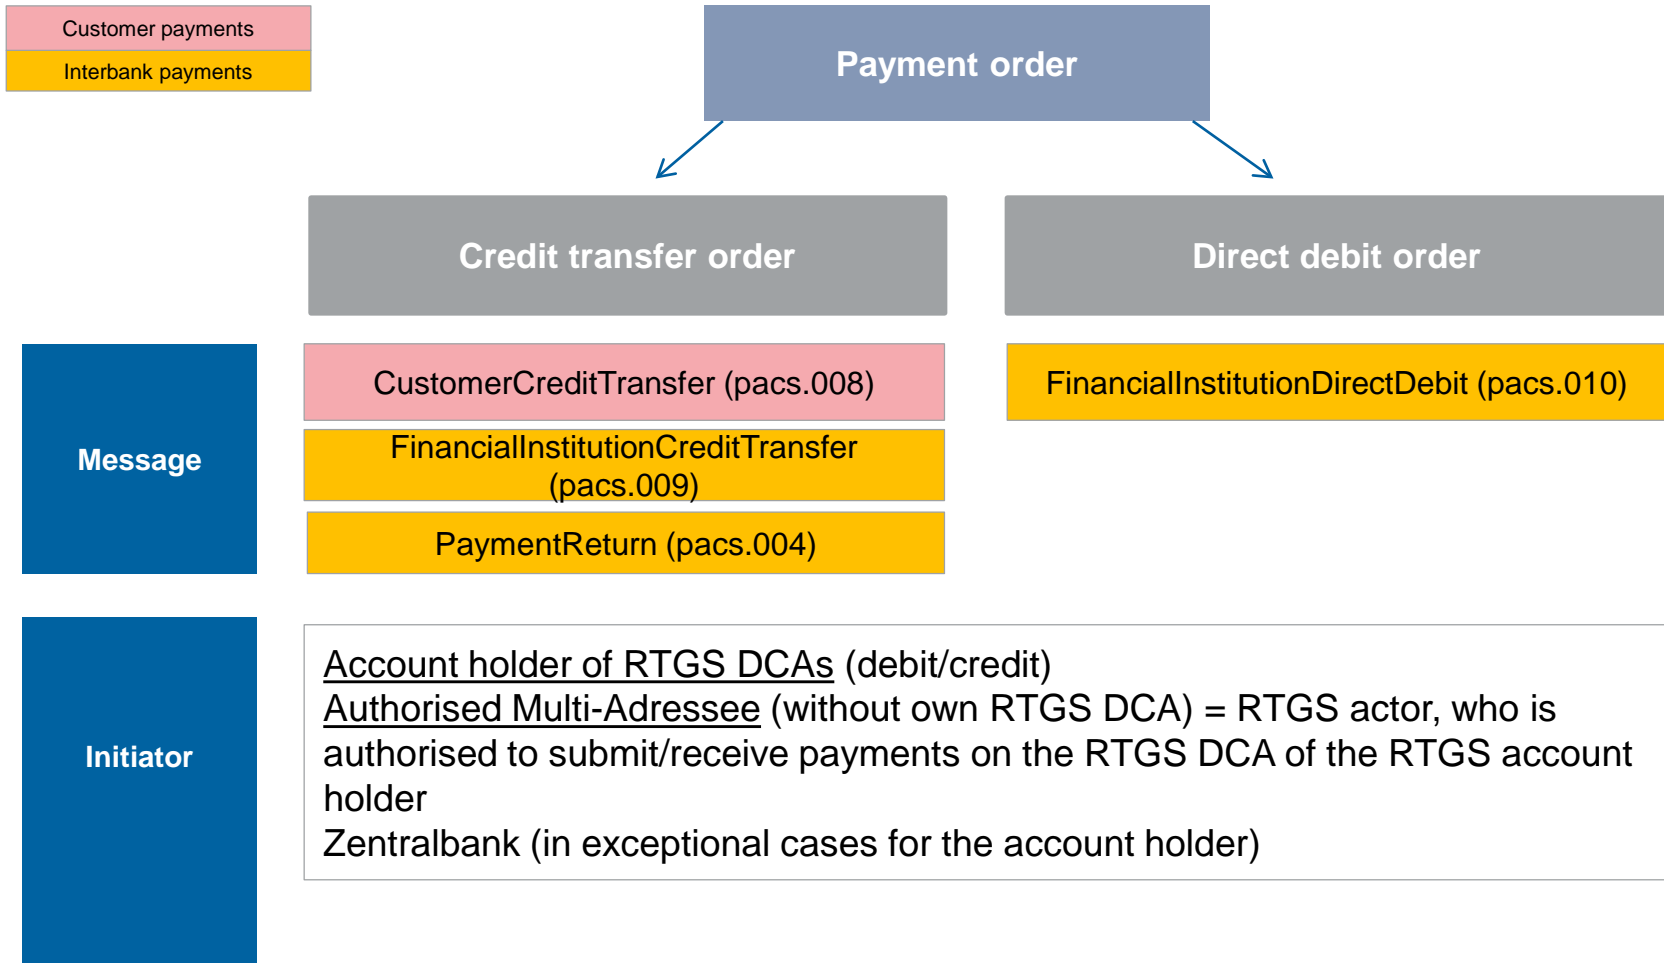 Customer payments
Interbank payments
Payment order
Credit transfer order
Direct debit order
Message
CustomerCreditTransfer (pacs.008)
FinancialInstitutionDirectDebit (pacs.010)
FinancialInstitutionCreditTransfer
(pacs.009)
PaymentReturn (pacs.004)
Initiator
Account holder of RTGS DCAs (debit/credit)
Authorised Multi-Adressee (without own RTGS DCA) = RTGS actor, who is
authorised to submit/receive payments on the RTGS DCA of the RTGS account
holder
Zentralbank (in exceptional cases for the account holder)